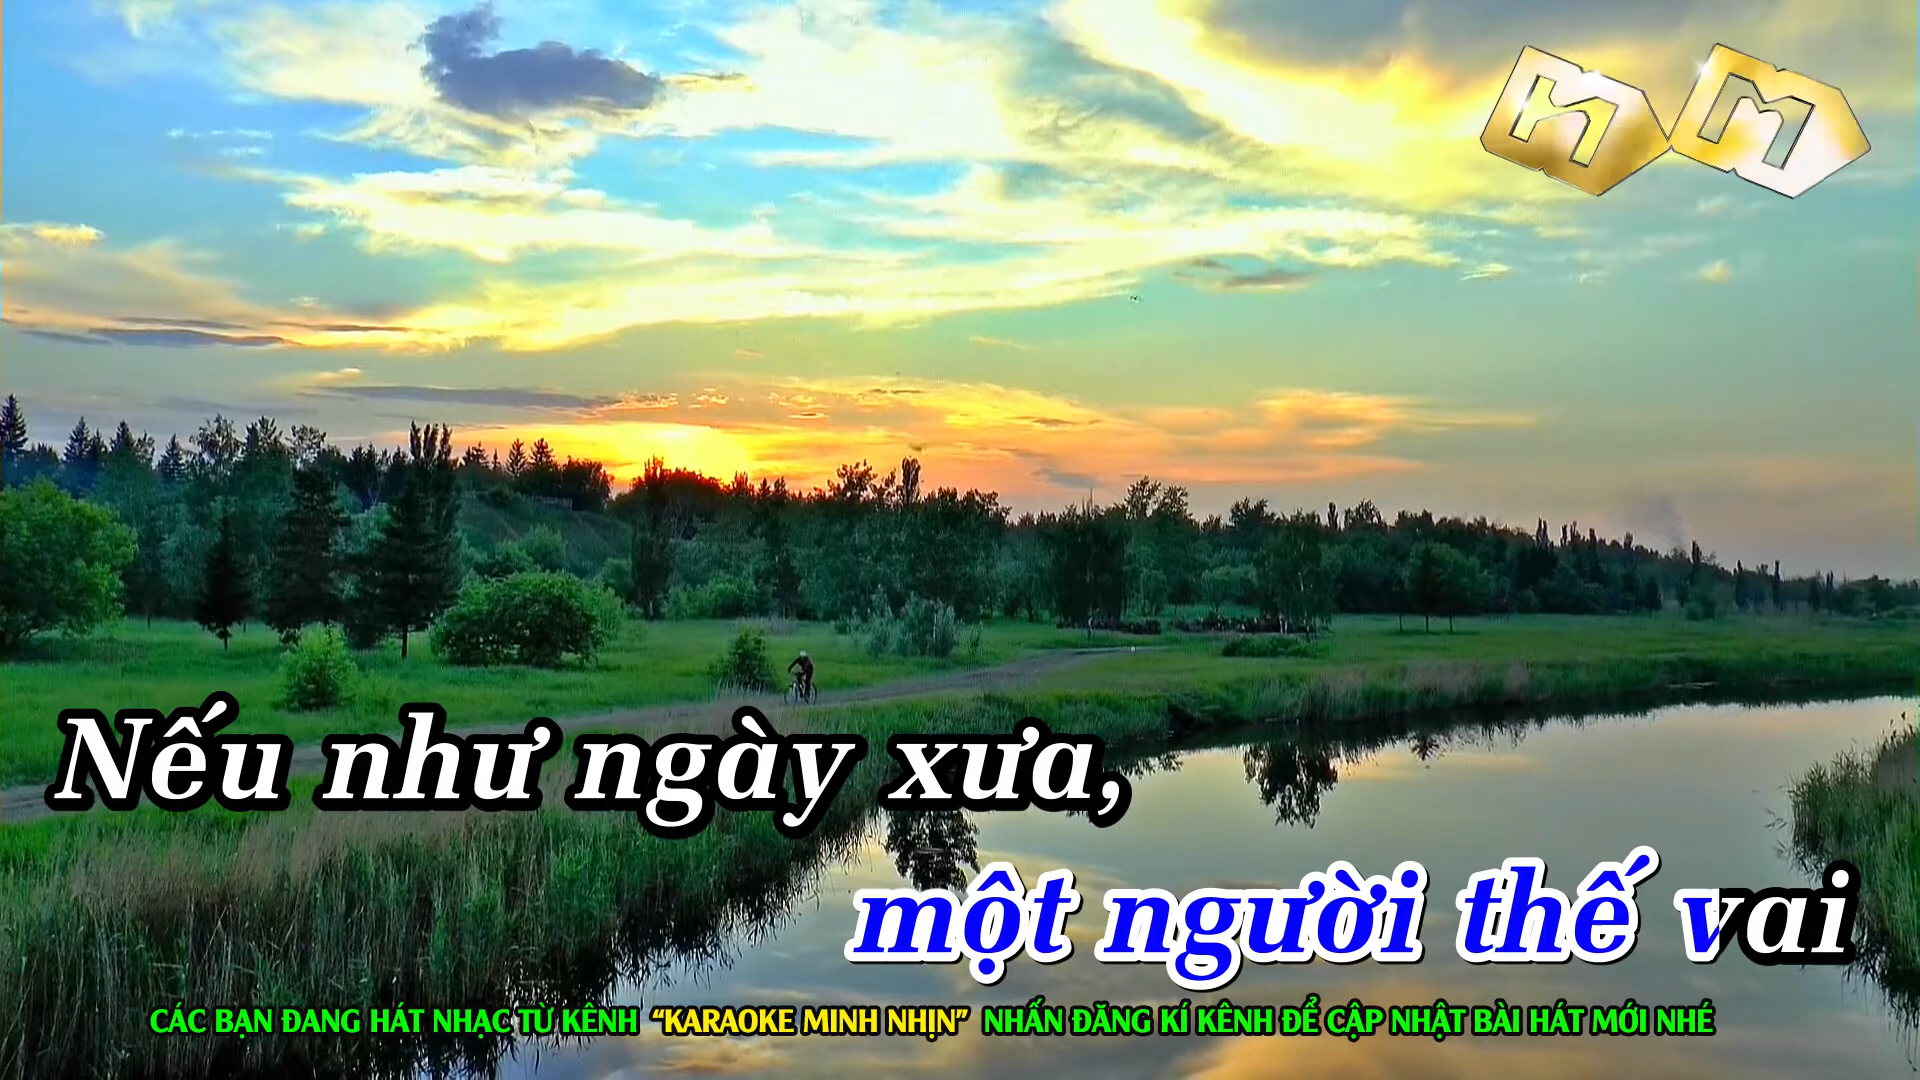 Nếu như ngày xưa,
một người thế vai
CÁC BẠN ĐANG HÁT NHẠC TỪ KÊNH "KARAOKE MINH NHỊN" NHẤN ĐĂNG KÍ KÊNH ĐỂ CẬP NHẬT BÀI HÁT MỚI NHÉ